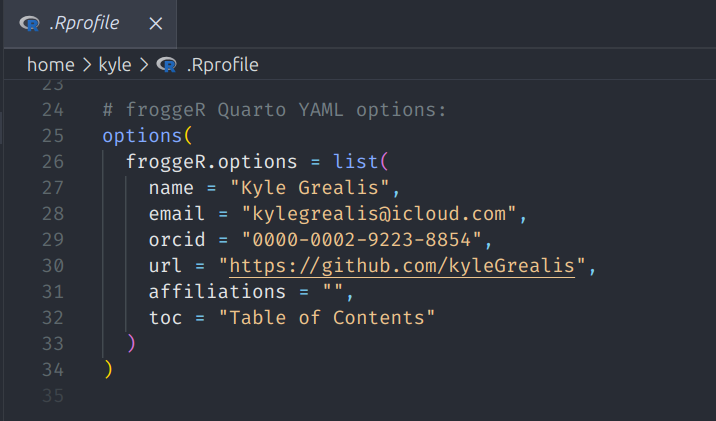 .Rprofile ×
home > kyle > .Rprofile
23
24 # froggeR Quarto YAML options:
25 options(
26   froggeR.options = list(
27     name = "Kyle Grealis",
28     email = "kylegrealis@icloud.com",
29     orcid = "0000-0002-9223-8854",
30     url = "https://github.com/kyleGrealis",
31     affiliations = "",
32     toc = "Table of Contents"
33   )
34 )
35